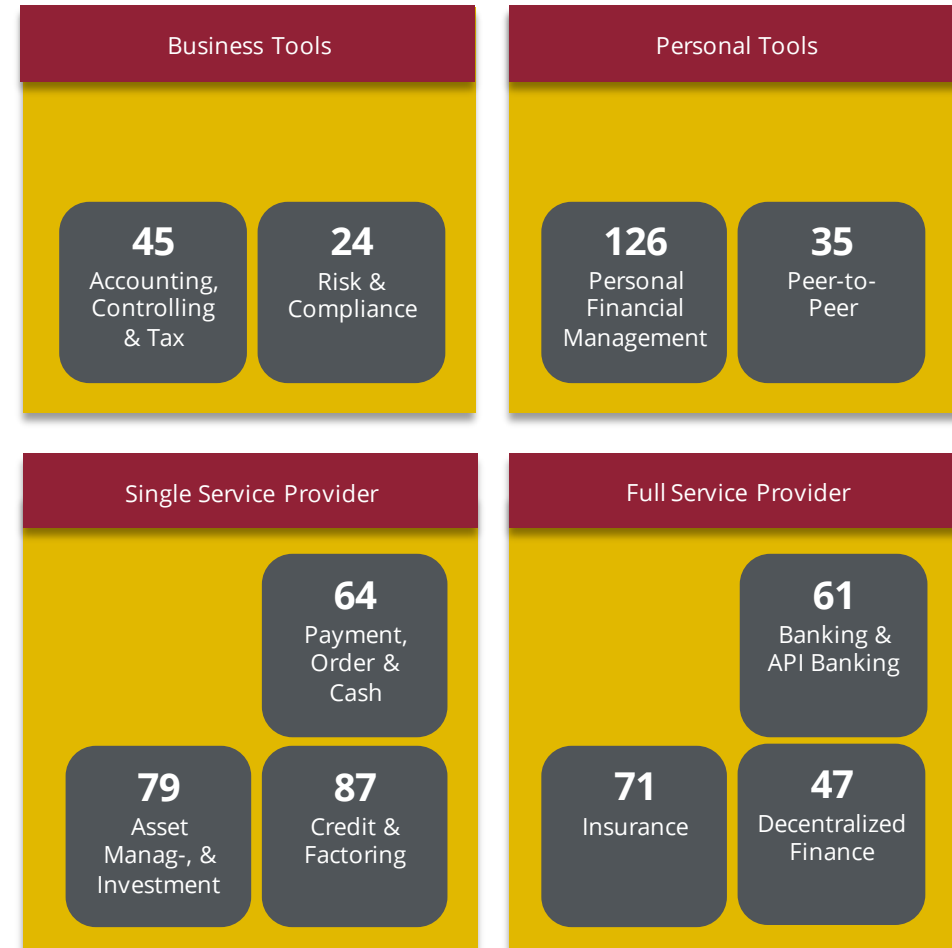 Business Tools
45
Accounting,
Controlling
& Tax
24
Risk &
Compliance
Personal Tools
126
Personal
Financial
Management
35
Peer-to-
Peer
Single Service Provider
64
Payment,
Order &
Cash
79
Asset
Manag-, &
Investment
87
Credit &
Factoring
Full Service Provider
61
Banking &
API Banking
71
Insurance
47
Decentralized
Finance